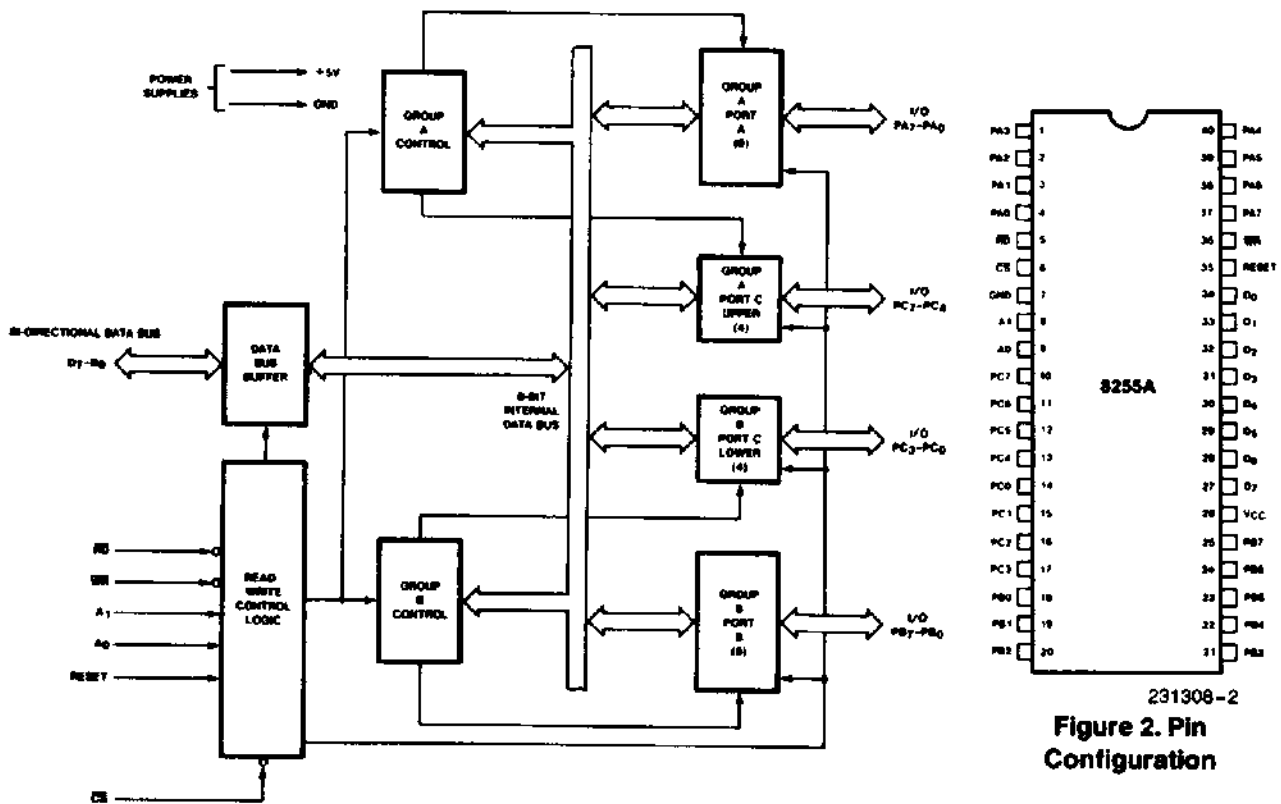 POWER
SUPPLIES
+5V
GND
GROUP
A
CONTROL
GROUP
A
PORT
A
(8)
I/O
PA7-PA0
GROUP
A
PORT C
UPPER
(4)
I/O
PC7-PC4
BI-DIRECTIONAL DATA BUS
D7-D0
DATA
BUS
BUFFER
8-BIT
INTERNAL
DATA BUS
GROUP
B
PORT C
LOWER
(4)
I/O
PC3-PC0
RD
WR
A1
A0
RESET
CS
READ
WRITE
CONTROL
LOGIC
GROUP
B
CONTROL
GROUP
B
PORT
B
(8)
I/O
PB7-PB0
PA3 1 40 PA4
PA2 2 39 PA5
PA1 3 38 PA6
PA0 4 37 PA7
RD 5 36 WR
CS 6 35 RESET
GND 7 34 D0
A1 8 33 D1
A0 9 32 D2
PC7 10 31 D3
PC6 11 30
PC5 12 29 D5
PC4 13 28
PC0 14 27 D7
PC1 15 26 VCC
PC2 16 25 PB7
PC3 17 24 PB6
PB0 18 23 PB5
PB1 19 22 PB4
PB2 20 21 PB3
8255A
231308-2
Figure 2. Pin
Configuration